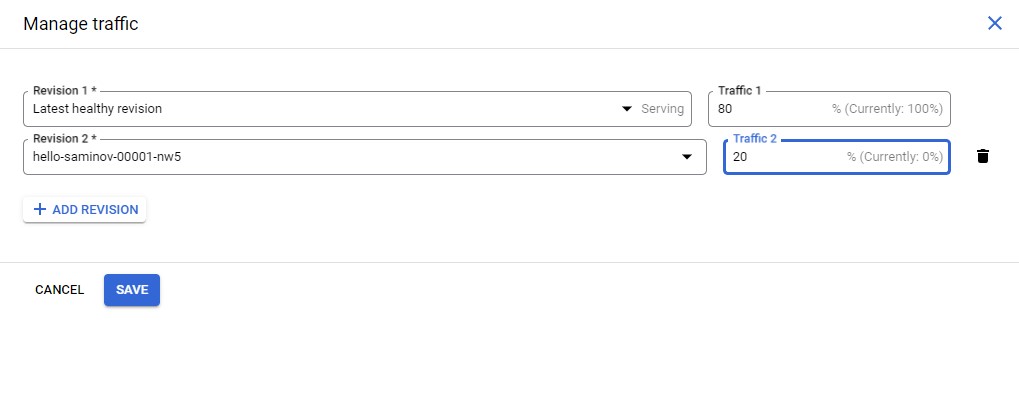 Manage traffic
Revision 1 * Traffic 1
Latest healthy revision Serving 80 % (Currently: 100%)
Revision 2 * Traffic 2
hello-saminov-00001-nw5 20 % (Currently: 0%)
ADD REVISION
CANCEL SAVE